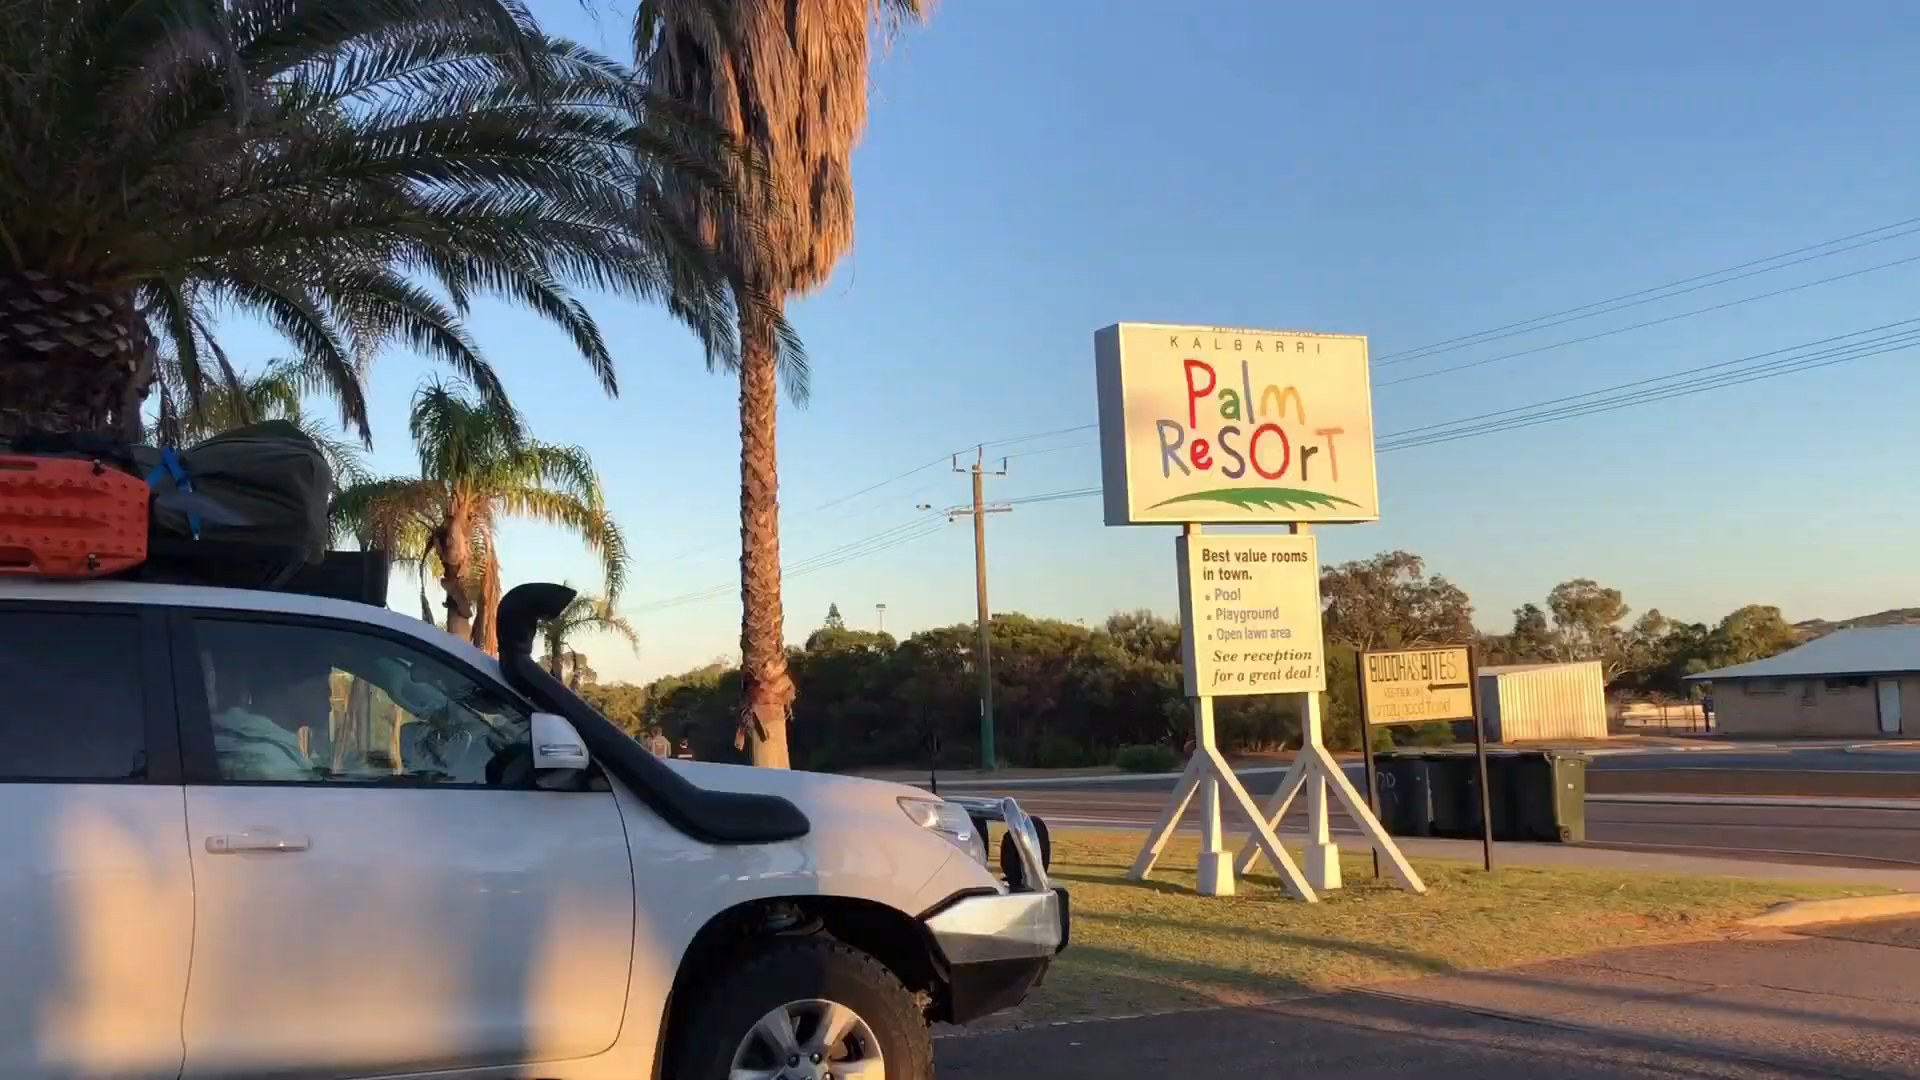 KALBARRI
Palm
ReSOrT
Best value rooms
in town.
• Pool
• Playground
• Open lawn area
See reception
for a great deal!
BUDDHA'S BITES
crazy good food